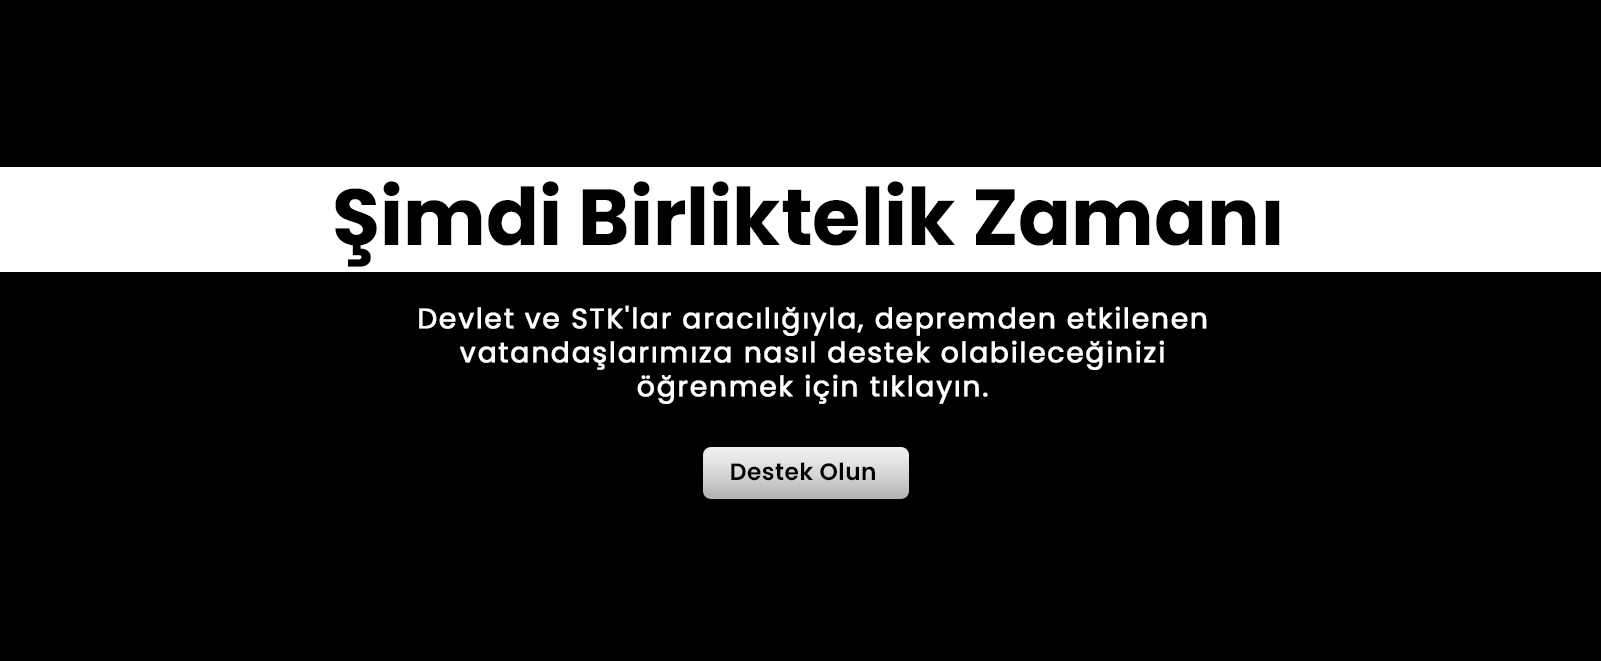 Şimdi Birliktelik Zamanı
Devlet ve STK'lar aracılığıyla, depremden etkilenen
vatandaşlarımıza nasıl destek olabileceğinizi
öğrenmek için tıklayın.
Destek Olun